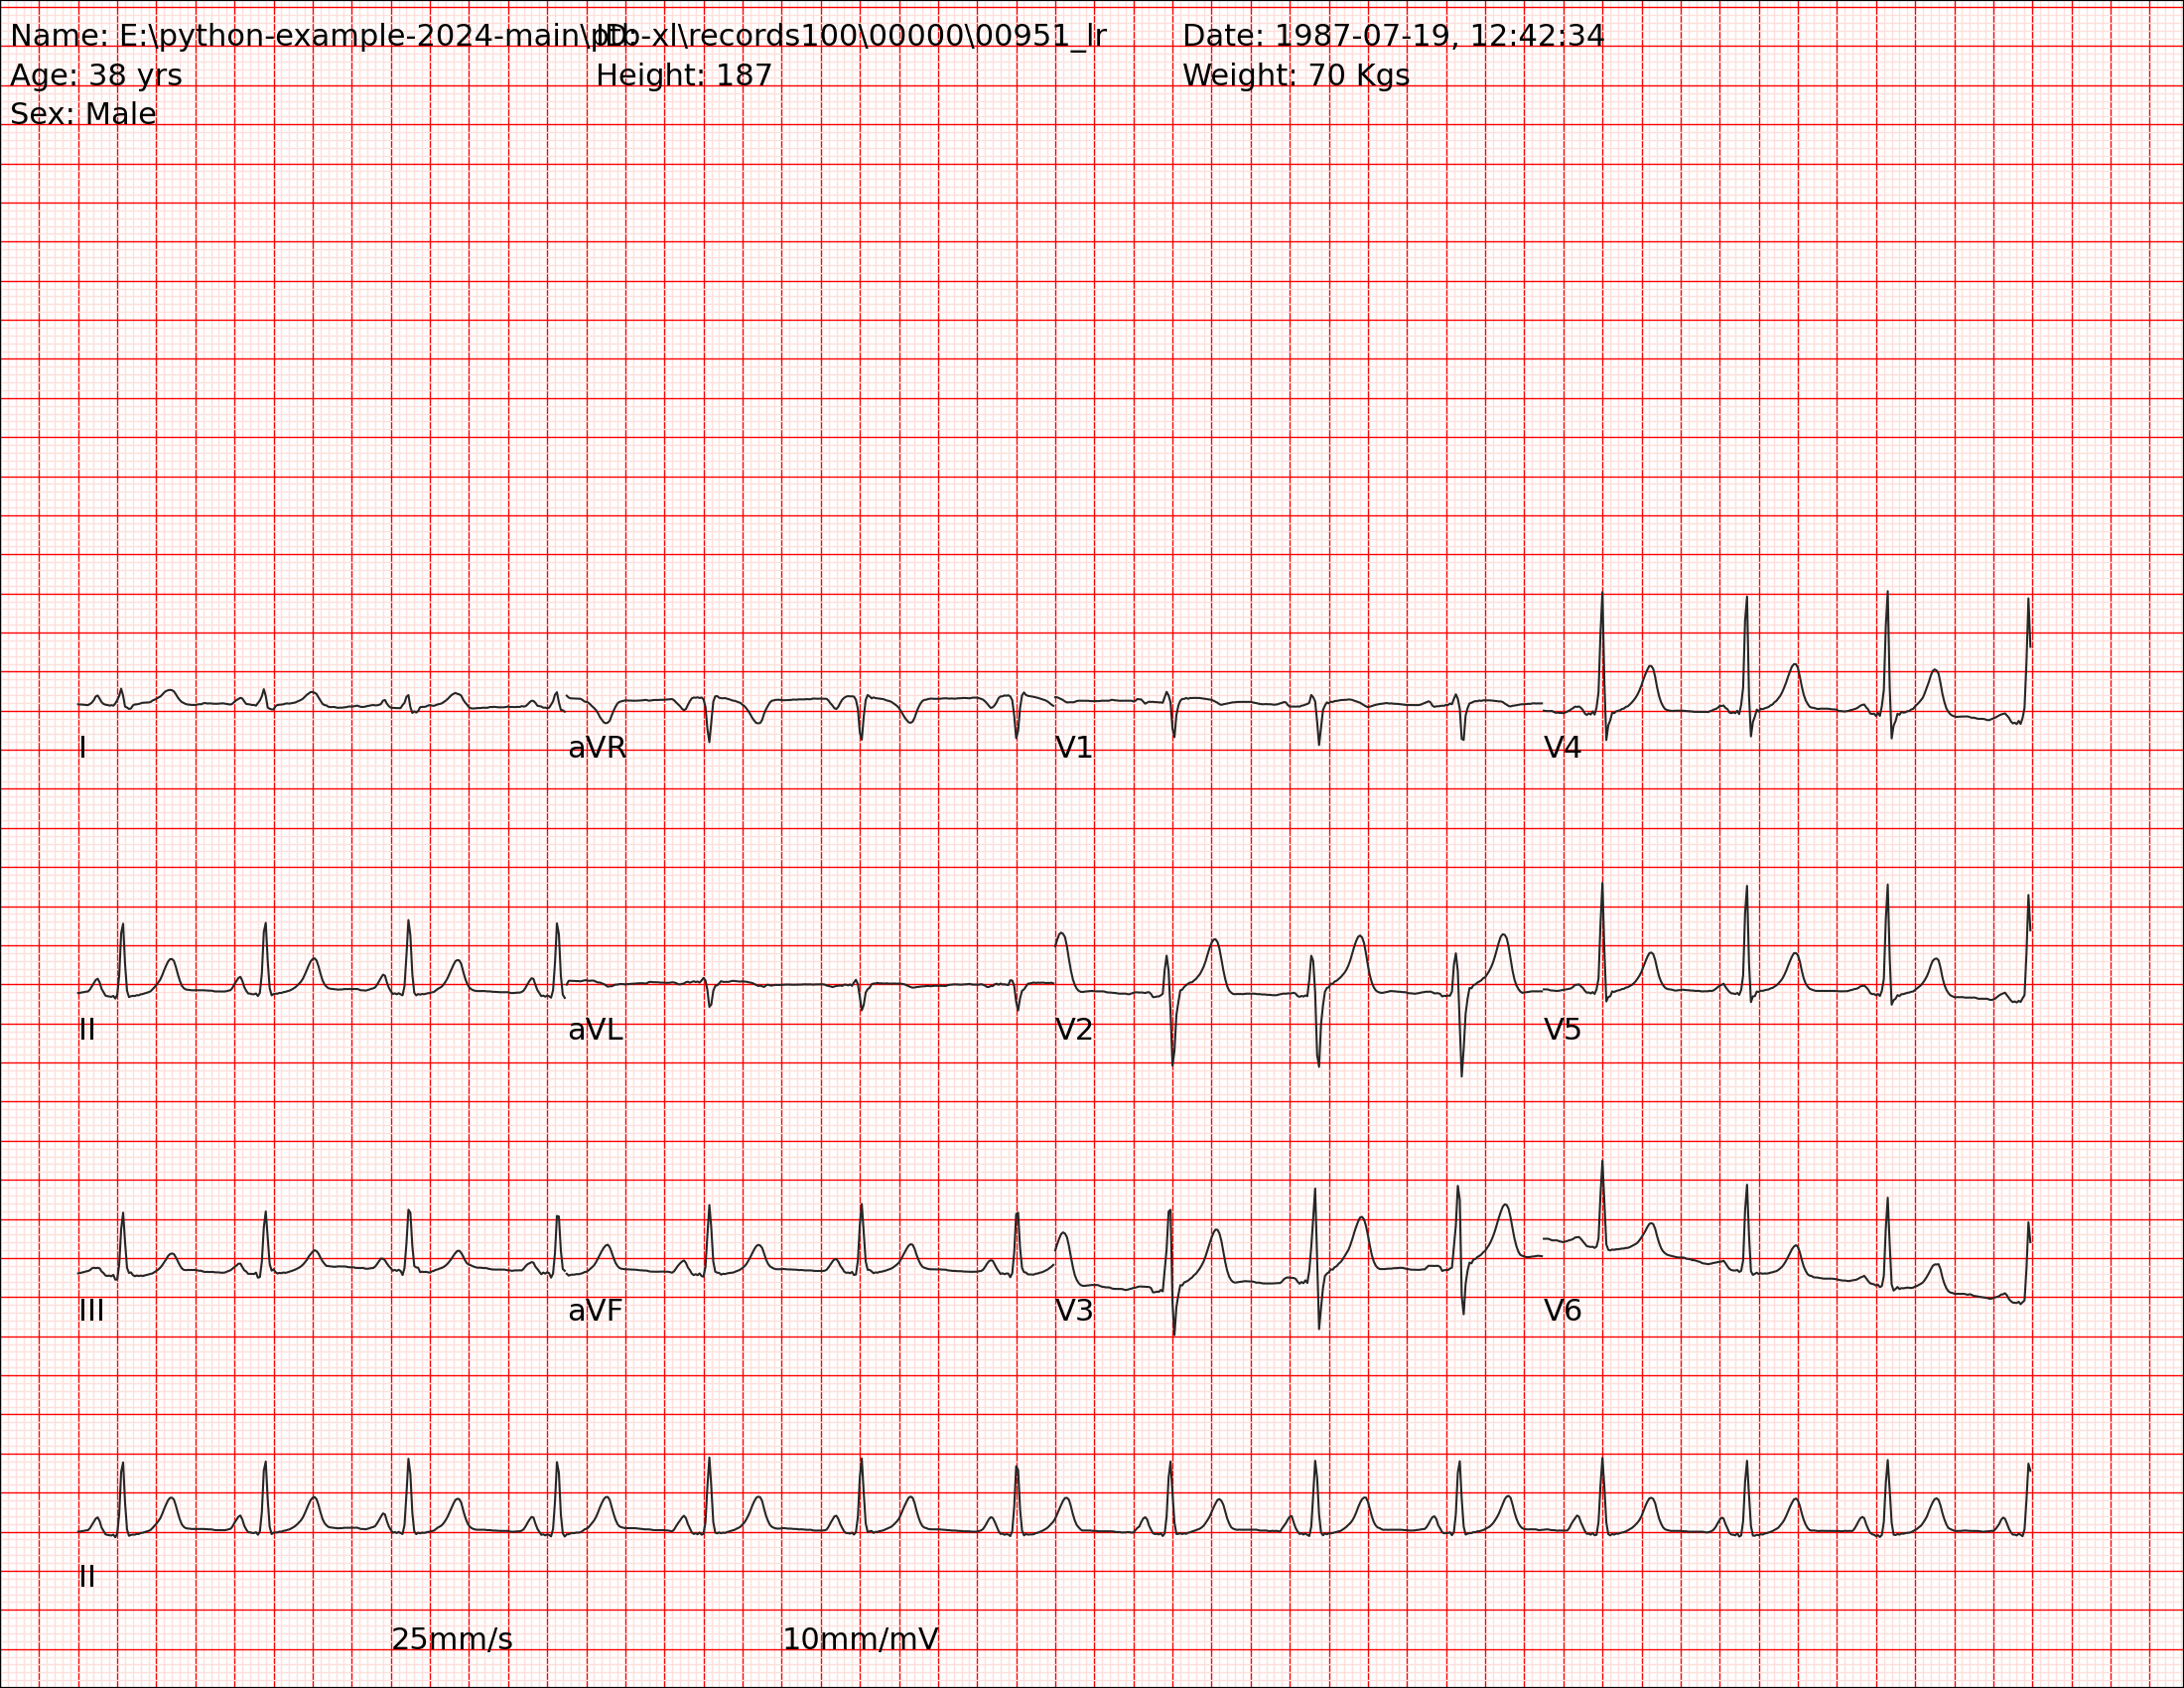 Name: E:\python-example-2024-main\ptb-xl\records100\00000\00951_lr ID: Date: 1987-07-19, 12:42:34
Age: 38 yrs Height: 187 Weight: 70 Kgs
Sex: Male
I aVR V1 V4
II aVL V2 V5
III aVF V3 V6
II
25mm/s 10mm/mV